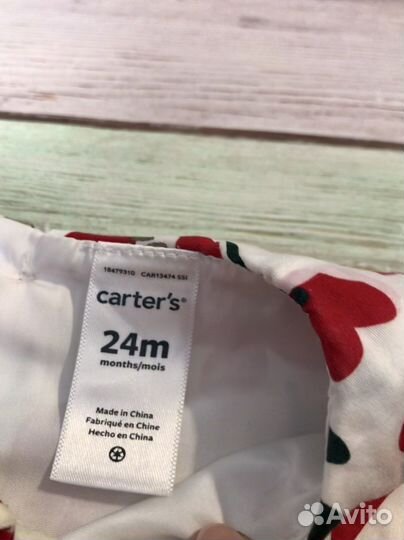 18479310 CAR13474 SSI
carter's®
24m
months/mois
Made in China
Fabriqué en Chine
Hecho en China
Avito